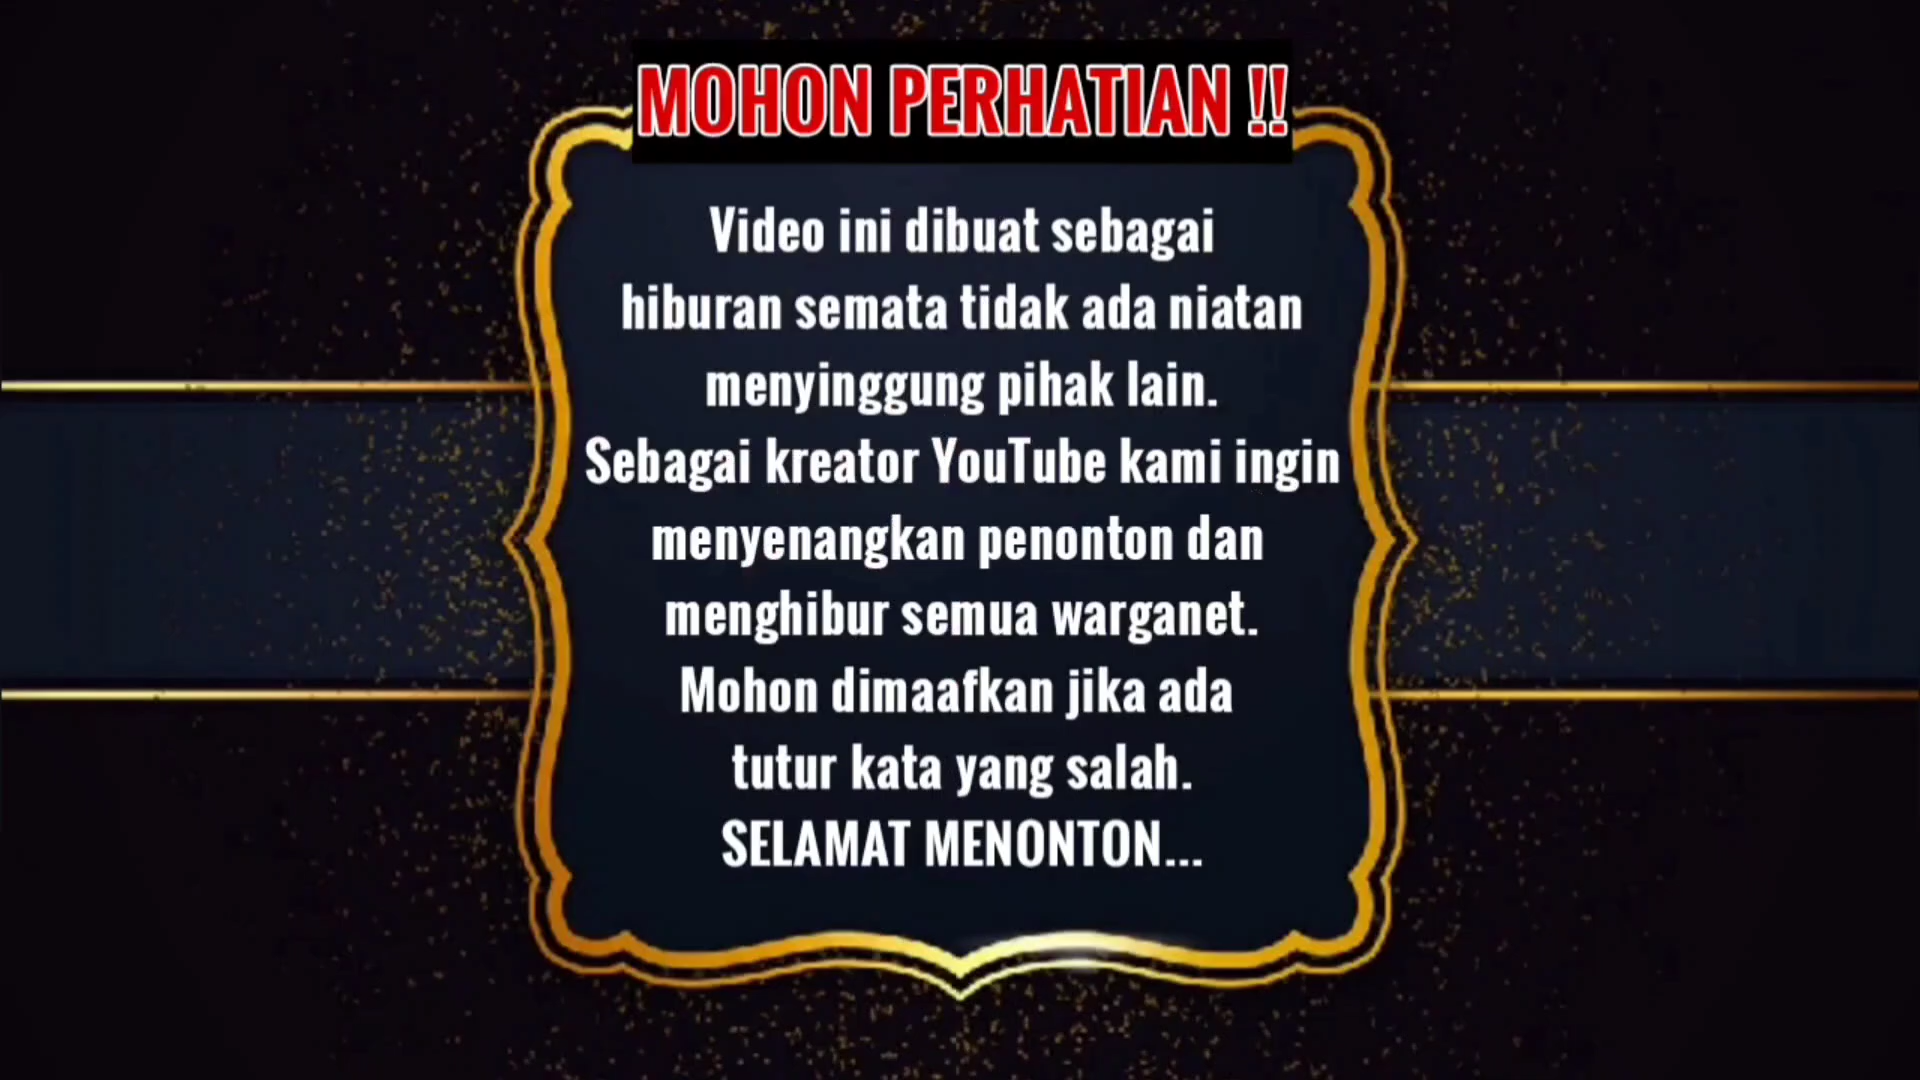 MOHON PERHATIAN !!
Video ini dibuat sebagai
hiburan semata tidak ada niatan
menyinggung pihak lain.
Sebagai kreator YouTube kami ingin
menyenangkan penonton dan
menghibur semua warganet.
Mohon dimaafkan jika ada
tutur kata yang salah.
SELAMAT MENONTON...